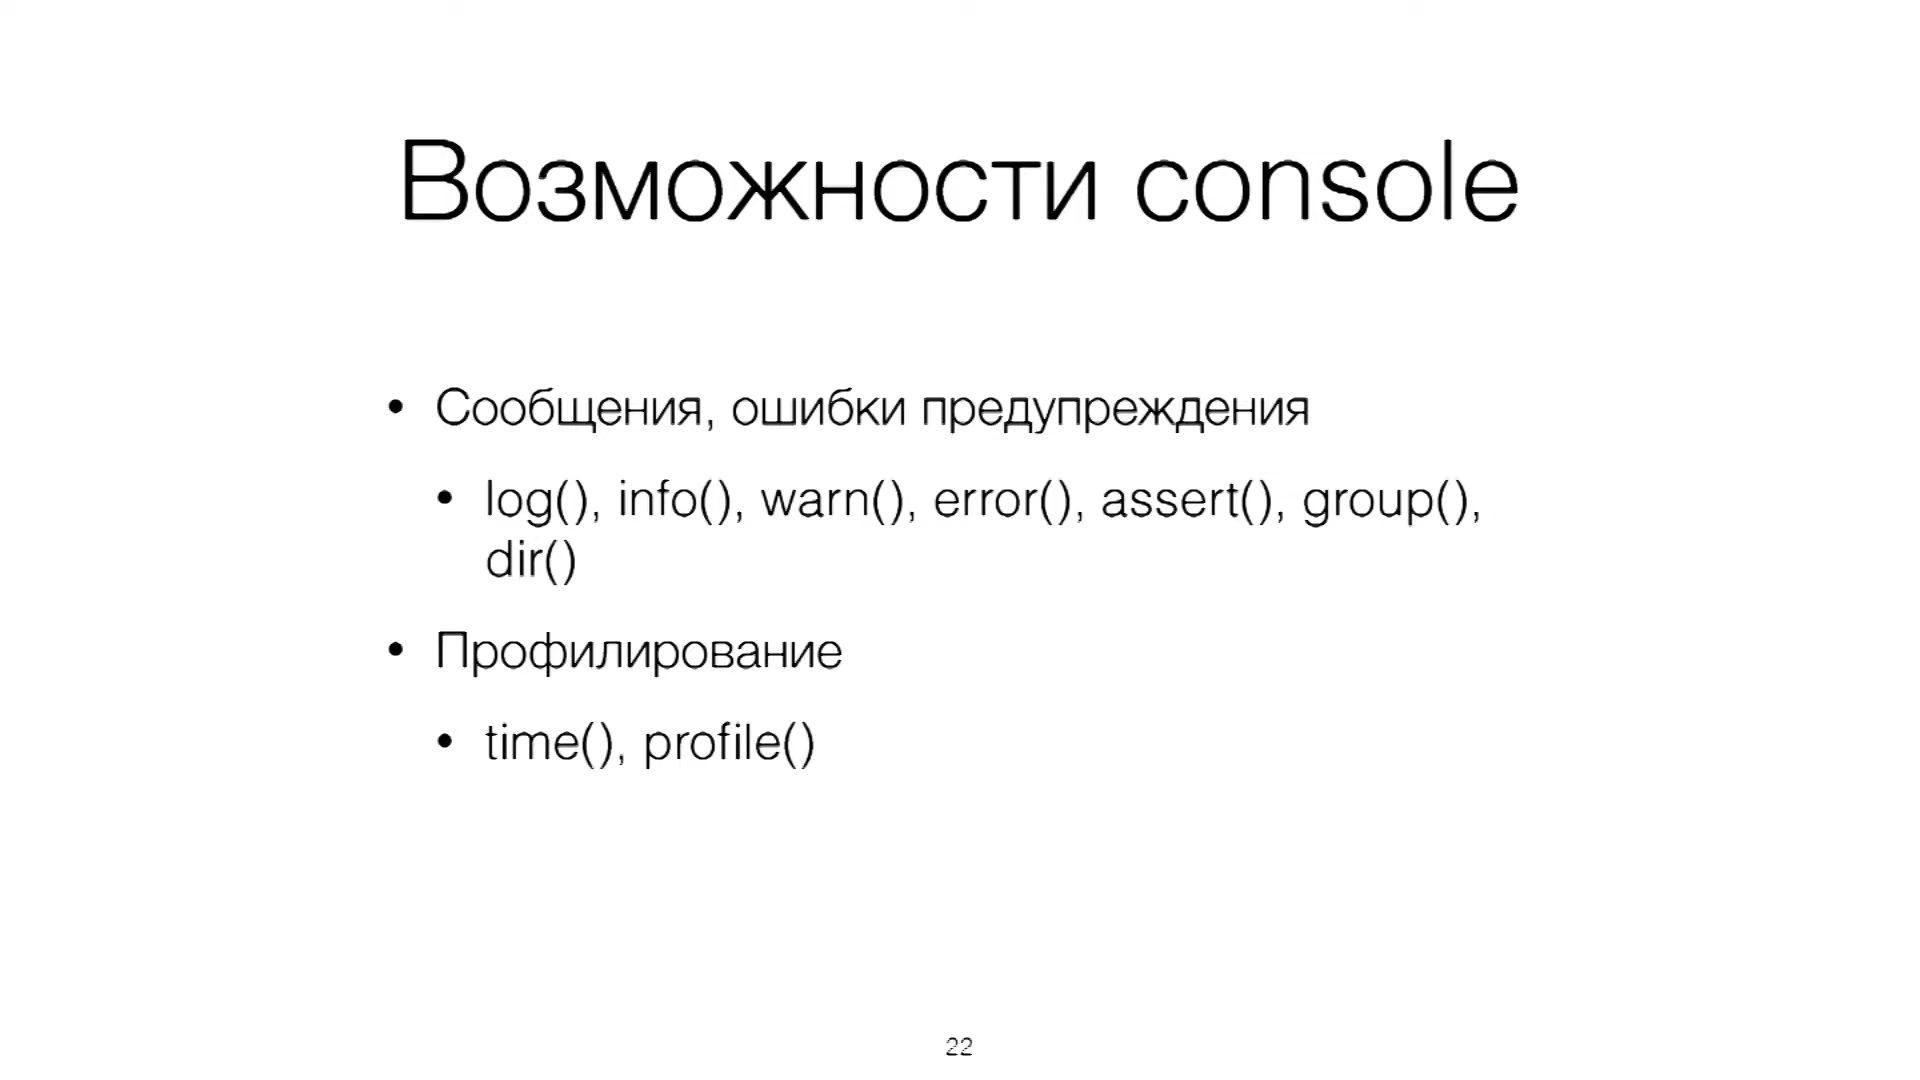 Возможности console
• Сообщения, ошибки предупреждения
• log(), info(), warn(), error(), assert(), group(),
dir()
• Профилирование
• time(), profile()
22